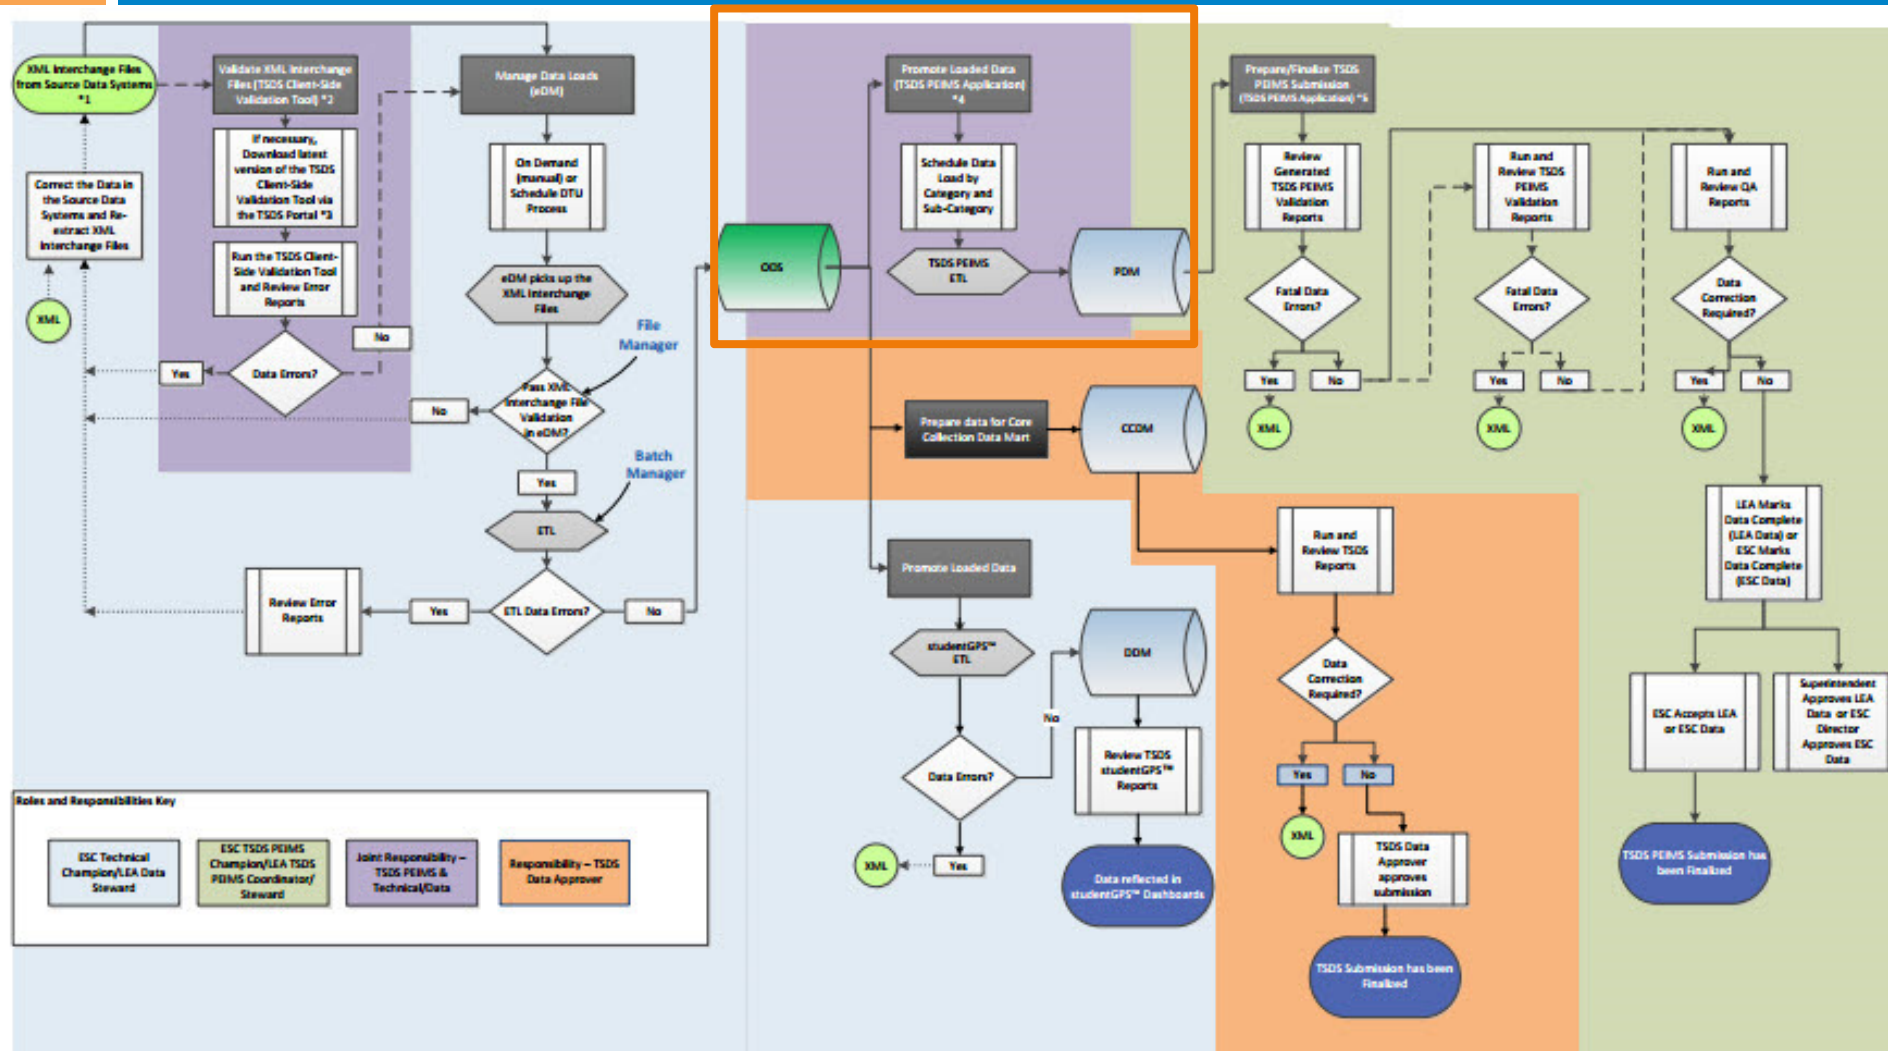 XML Interchange Files
from Source Data Systems
*1
Validate XML Interchange
Files (TSDS Client-Side
Validation Tool) *2
If necessary,
Download latest
version of the TSDS
Client-Side
Validation Tool via
the TSDS Portal *3
Run the TSDS Client-
Side Validation Tool
and Review Error
Reports
Data Errors?
Yes
No
Correct the Data in
the Source Data
Systems and Re-
extract XML
Interchange Files
XML
Manage Data Loads
(eDM)
On Demand
(manual) or
Schedule DTU
Process
eDM picks up the
XML Interchange
Files
File
Manager
Pass XML
Interchange File
Validation
in eDM?
No
Yes
Batch
Manager
ETL
ETL Data Errors?
Yes
No
Review Error
Reports
ODS
Promote Loaded Data
(TSDS PEIMS Application)
*4
Schedule Data
Load by
Category and
Sub-Category
TSDS PEIMS
ETL
PDM
Prepare/Finalize TSDS
PEIMS Submission
(TSDS PEIMS Application) *5
Review
Generated
TSDS PEIMS
Validation
Reports
Fatal Data
Errors?
Yes
No
XML
Run and
Review TSDS
PEIMS
Validation
Reports
Fatal Data
Errors?
Yes
No
XML
Run and
Review QA
Reports
Data
Correction
Required?
Yes
No
XML
LEA Marks
Data Complete
(LEA Data) or
ESC Marks
Data Complete
(ESC Data)
ESC Accepts LEA
or ESC Data
Superintendent
Approves LEA
Data or ESC
Director
Approves ESC
Data
TSDS PEIMS Submission has
been Finalized
Prepare data for Core
Collection Data Mart
CCDM
Run and
Review TSDS
Reports
Data
Correction
Required?
Yes
No
XML
TSDS Data
Approver
approves
submission
TSDS Submission has been
Finalized
Promote Loaded Data
studentGPS™
ETL
Data Errors?
No
Yes
XML
DDM
Review TSDS
studentGPS™
Reports
Data reflected in
studentGPS™ Dashboards
Roles and Responsibilities Key
ESC Technical
Champion/LEA Data
Steward
ESC TSDS PEIMS
Champion/LEA TSDS
PEIMS Coordinator/
Steward
Joint Responsibility –
TSDS PEIMS &
Technical/Data
Responsibility – TSDS
Data Approver